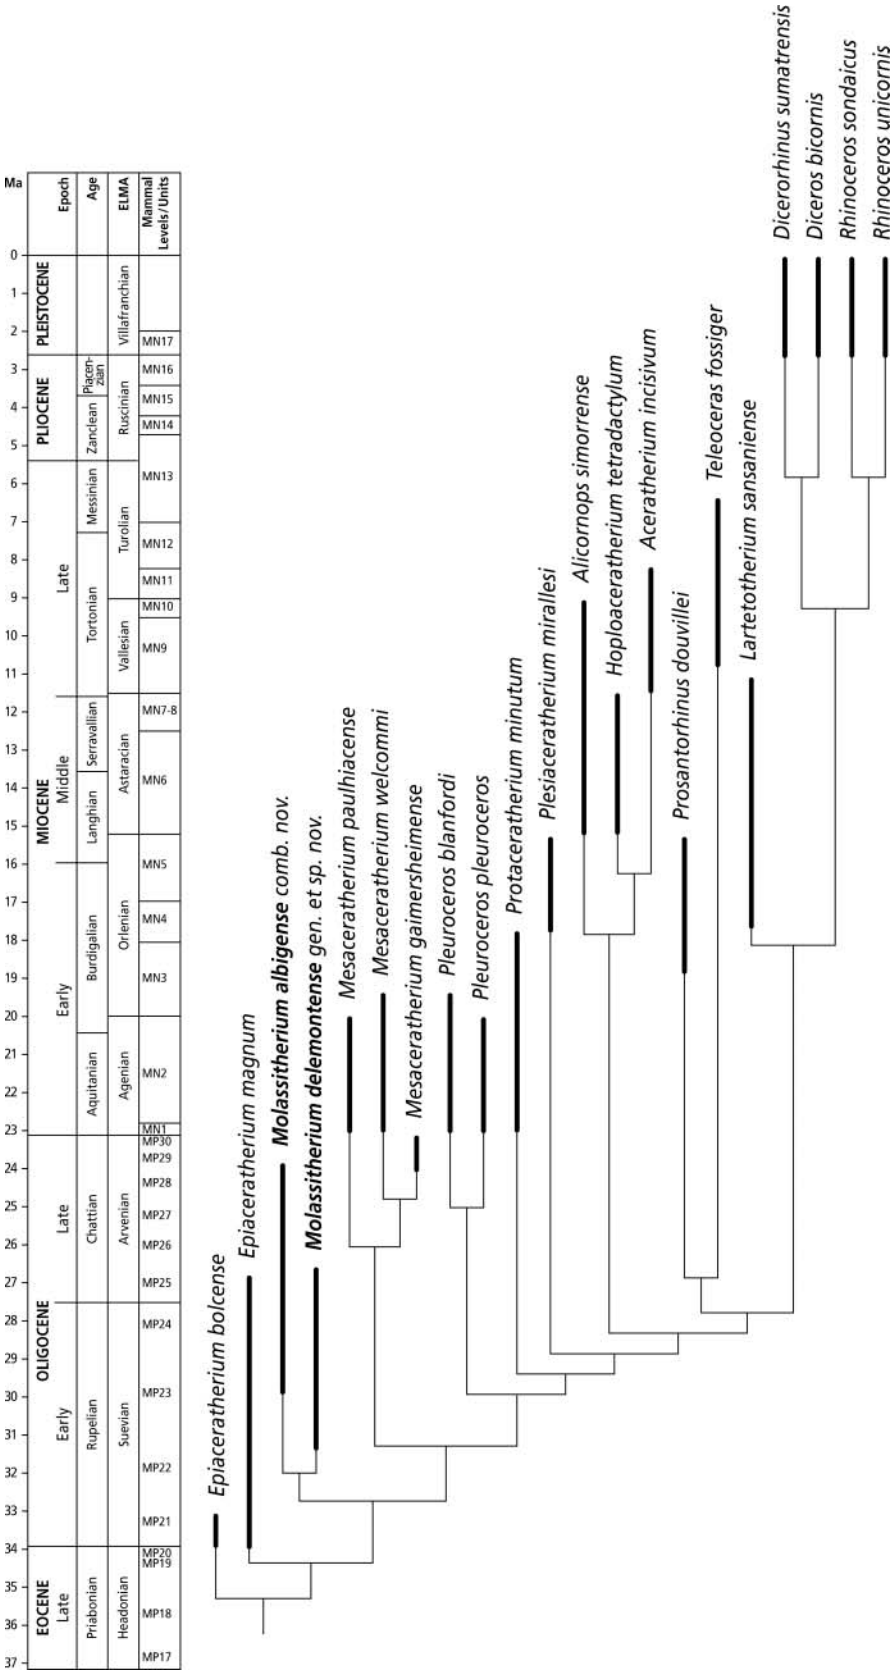 Ma
Epoch
Age
ELMA
Mammal
Levels/Units
0
1
2
3
4
5
6
7
8
9
10
11
12
13
14
15
16
17
18
19
20
21
22
23
24
25
26
27
28
29
30
31
32
33
34
35
36
37
PLEISTOCENE
PLIOCENE
MIOCENE
Late
Middle
Early
OLIGOCENE
Late
Early
EOCENE
Late
Piacen-
zian
Zanclean
Messinian
Tortonian
Serravallian
Langhian
Burdigalian
Aquitanian
Chattian
Rupelian
Priabonian
Villafranchian
Ruscinian
Turolian
Vallesian
Astaracian
Orlenian
Agenian
Arvenian
Suevian
Headonian
MN17
MN16
MN15
MN14
MN13
MN12
MN11
MN10
MN9
MN7-8
MN6
MN5
MN4
MN3
MN2
MN1
MP30
MP29
MP28
MP27
MP26
MP25
MP24
MP23
MP22
MP21
MP20
MP19
MP18
MP17
Epiaceratherium bolcense
Epiaceratherium magnum
Molassitherium albigense comb. nov.
Molassitherium delemontense gen. et sp. nov.
Mesaceratherium paulhiacense
Mesaceratherium welcommi
Mesaceratherium gaimersheimense
Pleuroceros blanfordi
Pleuroceros pleuroceros
Protaceratherium minutum
Plesiaceratherium mirallesi
Alicornops simorrense
Hoploaceratherium tetradactylum
Aceratherium incisivum
Prosantorhinus douvillei
Teleoceras fossiger
Lartetotherium sansaniense
Dicerorhinus sumatrensis
Diceros bicornis
Rhinoceros sondaicus
Rhinoceros unicornis